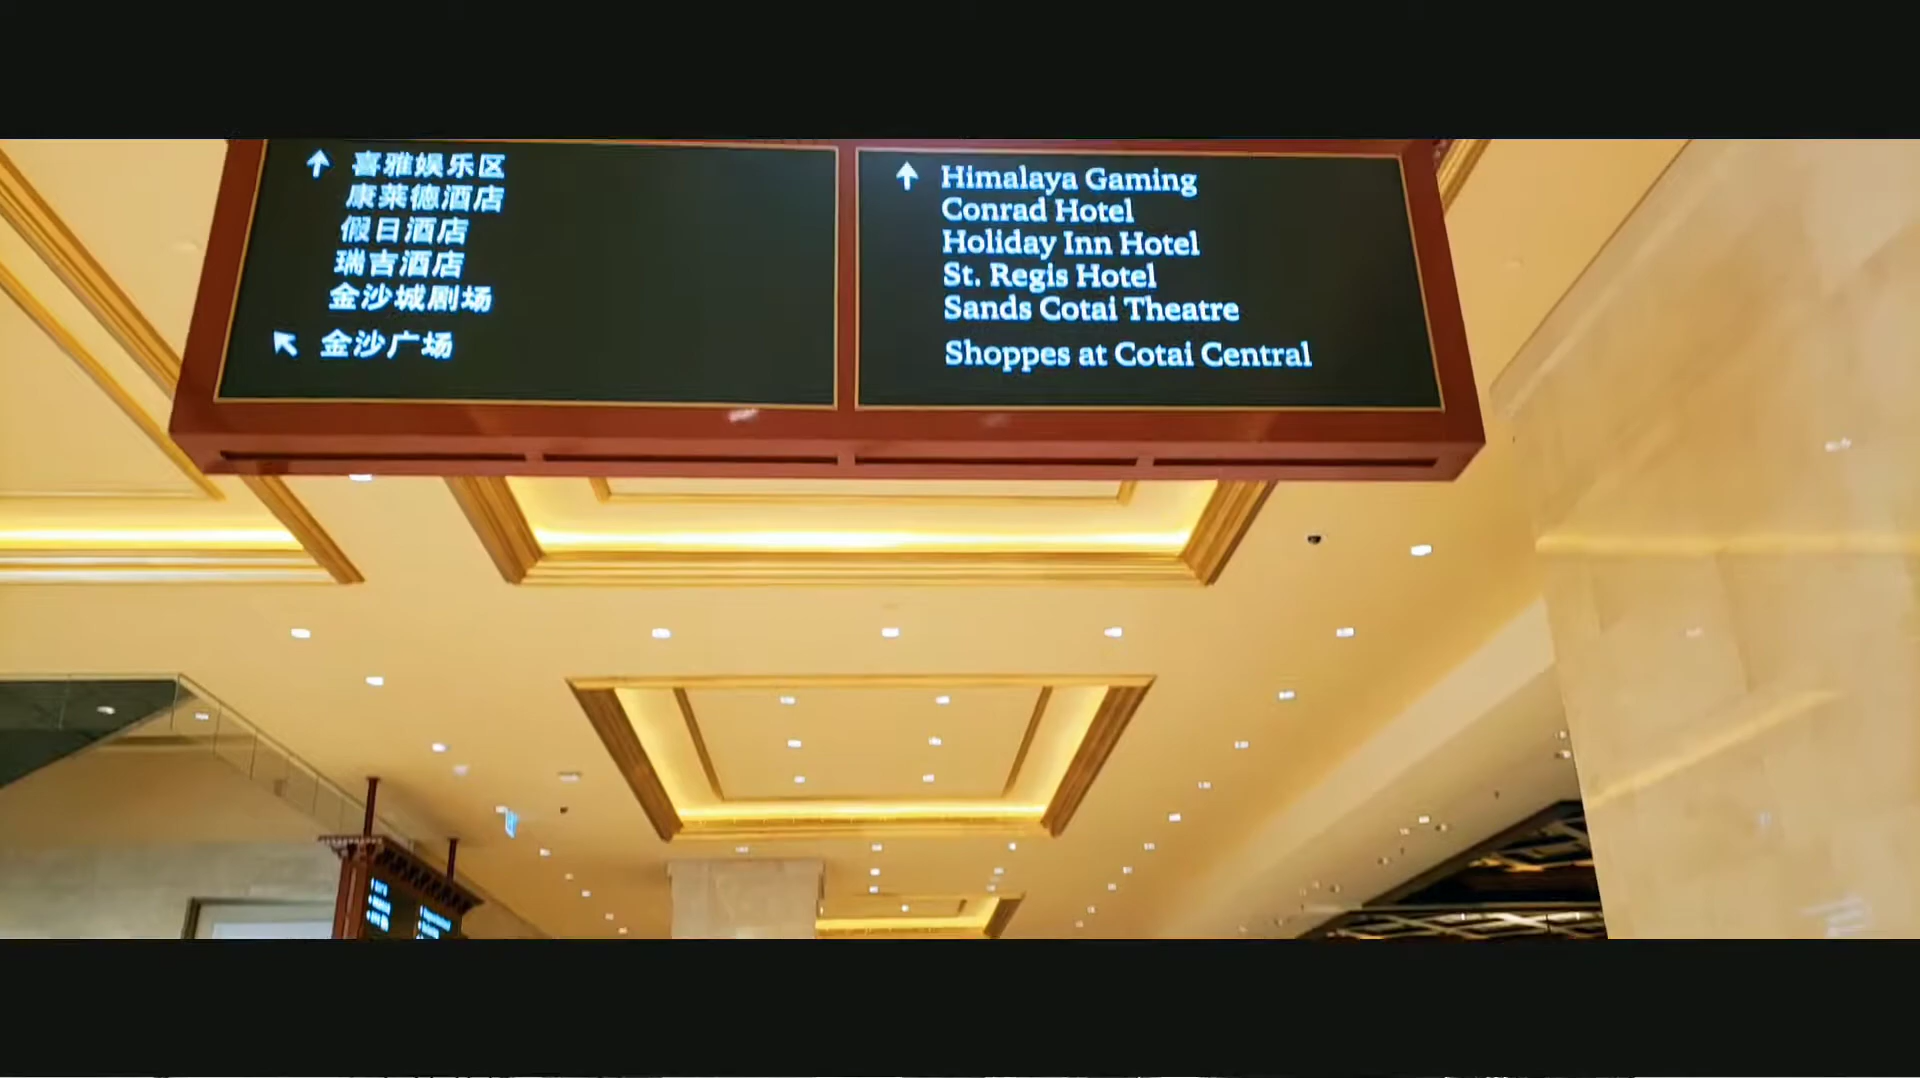 喜雅娱乐区
康莱德酒店
假日酒店
瑞吉酒店
金沙城剧场
金沙广场
Himalaya Gaming
Conrad Hotel
Holiday Inn Hotel
St. Regis Hotel
Sands Cotai Theatre
Shoppes at Cotai Central